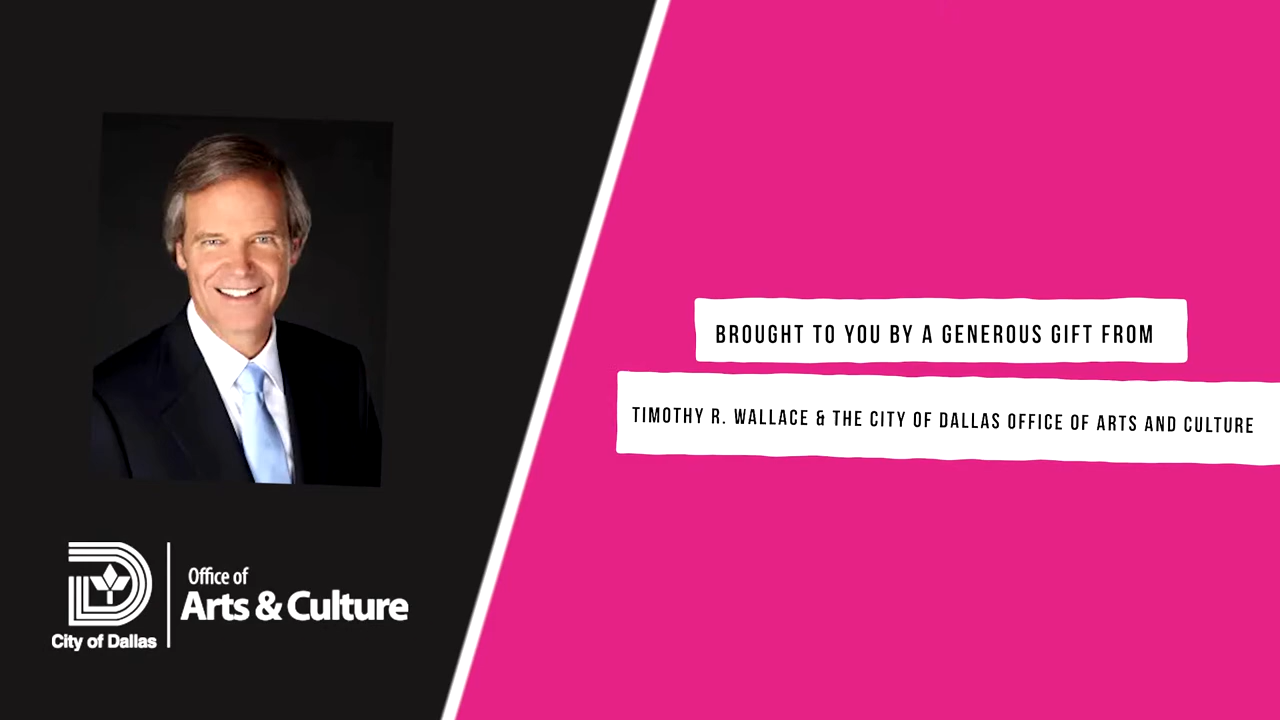 BROUGHT TO YOU BY A GENEROUS GIFT FROM
TIMOTHY R. WALLACE & THE CITY OF DALLAS OFFICE OF ARTS AND CULTURE
Office of
Arts & Culture
City of Dallas